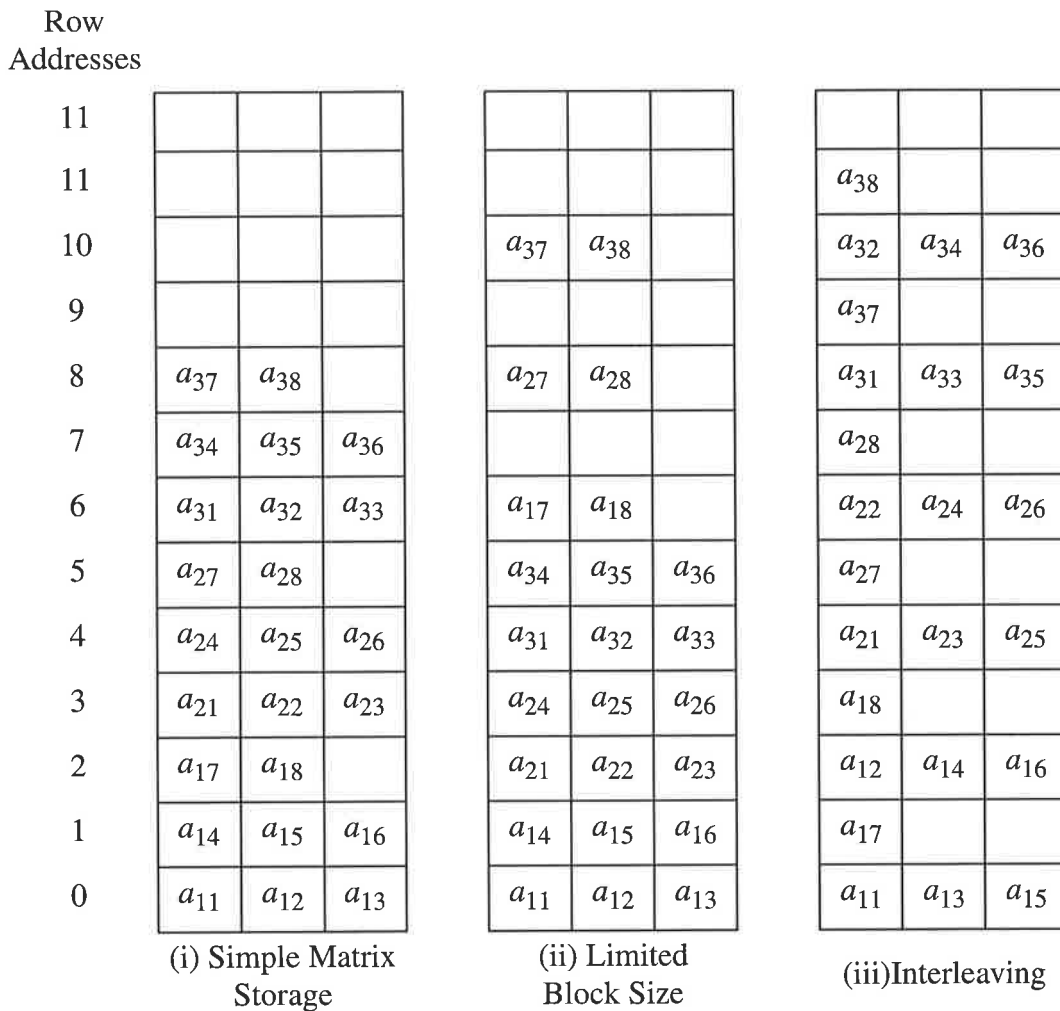 Row
Addresses
11
11 a38
10 a37 a38 a32 a34 a36
9 a37
8 a37 a38 a27 a28 a31 a33 a35
7 a34 a35 a36 a28
6 a31 a32 a33 a17 a18 a22 a24 a26
5 a27 a28 a34 a35 a36 a27
4 a24 a25 a26 a31 a32 a33 a21 a23 a25
3 a21 a22 a23 a24 a25 a26 a18
2 a17 a18 a21 a22 a23 a12 a14 a16
1 a14 a15 a16 a14 a15 a16 a17
0 a11 a12 a13 a11 a12 a13 a11 a13 a15
(i) Simple Matrix
Storage
(ii) Limited
Block Size
(iii)Interleaving